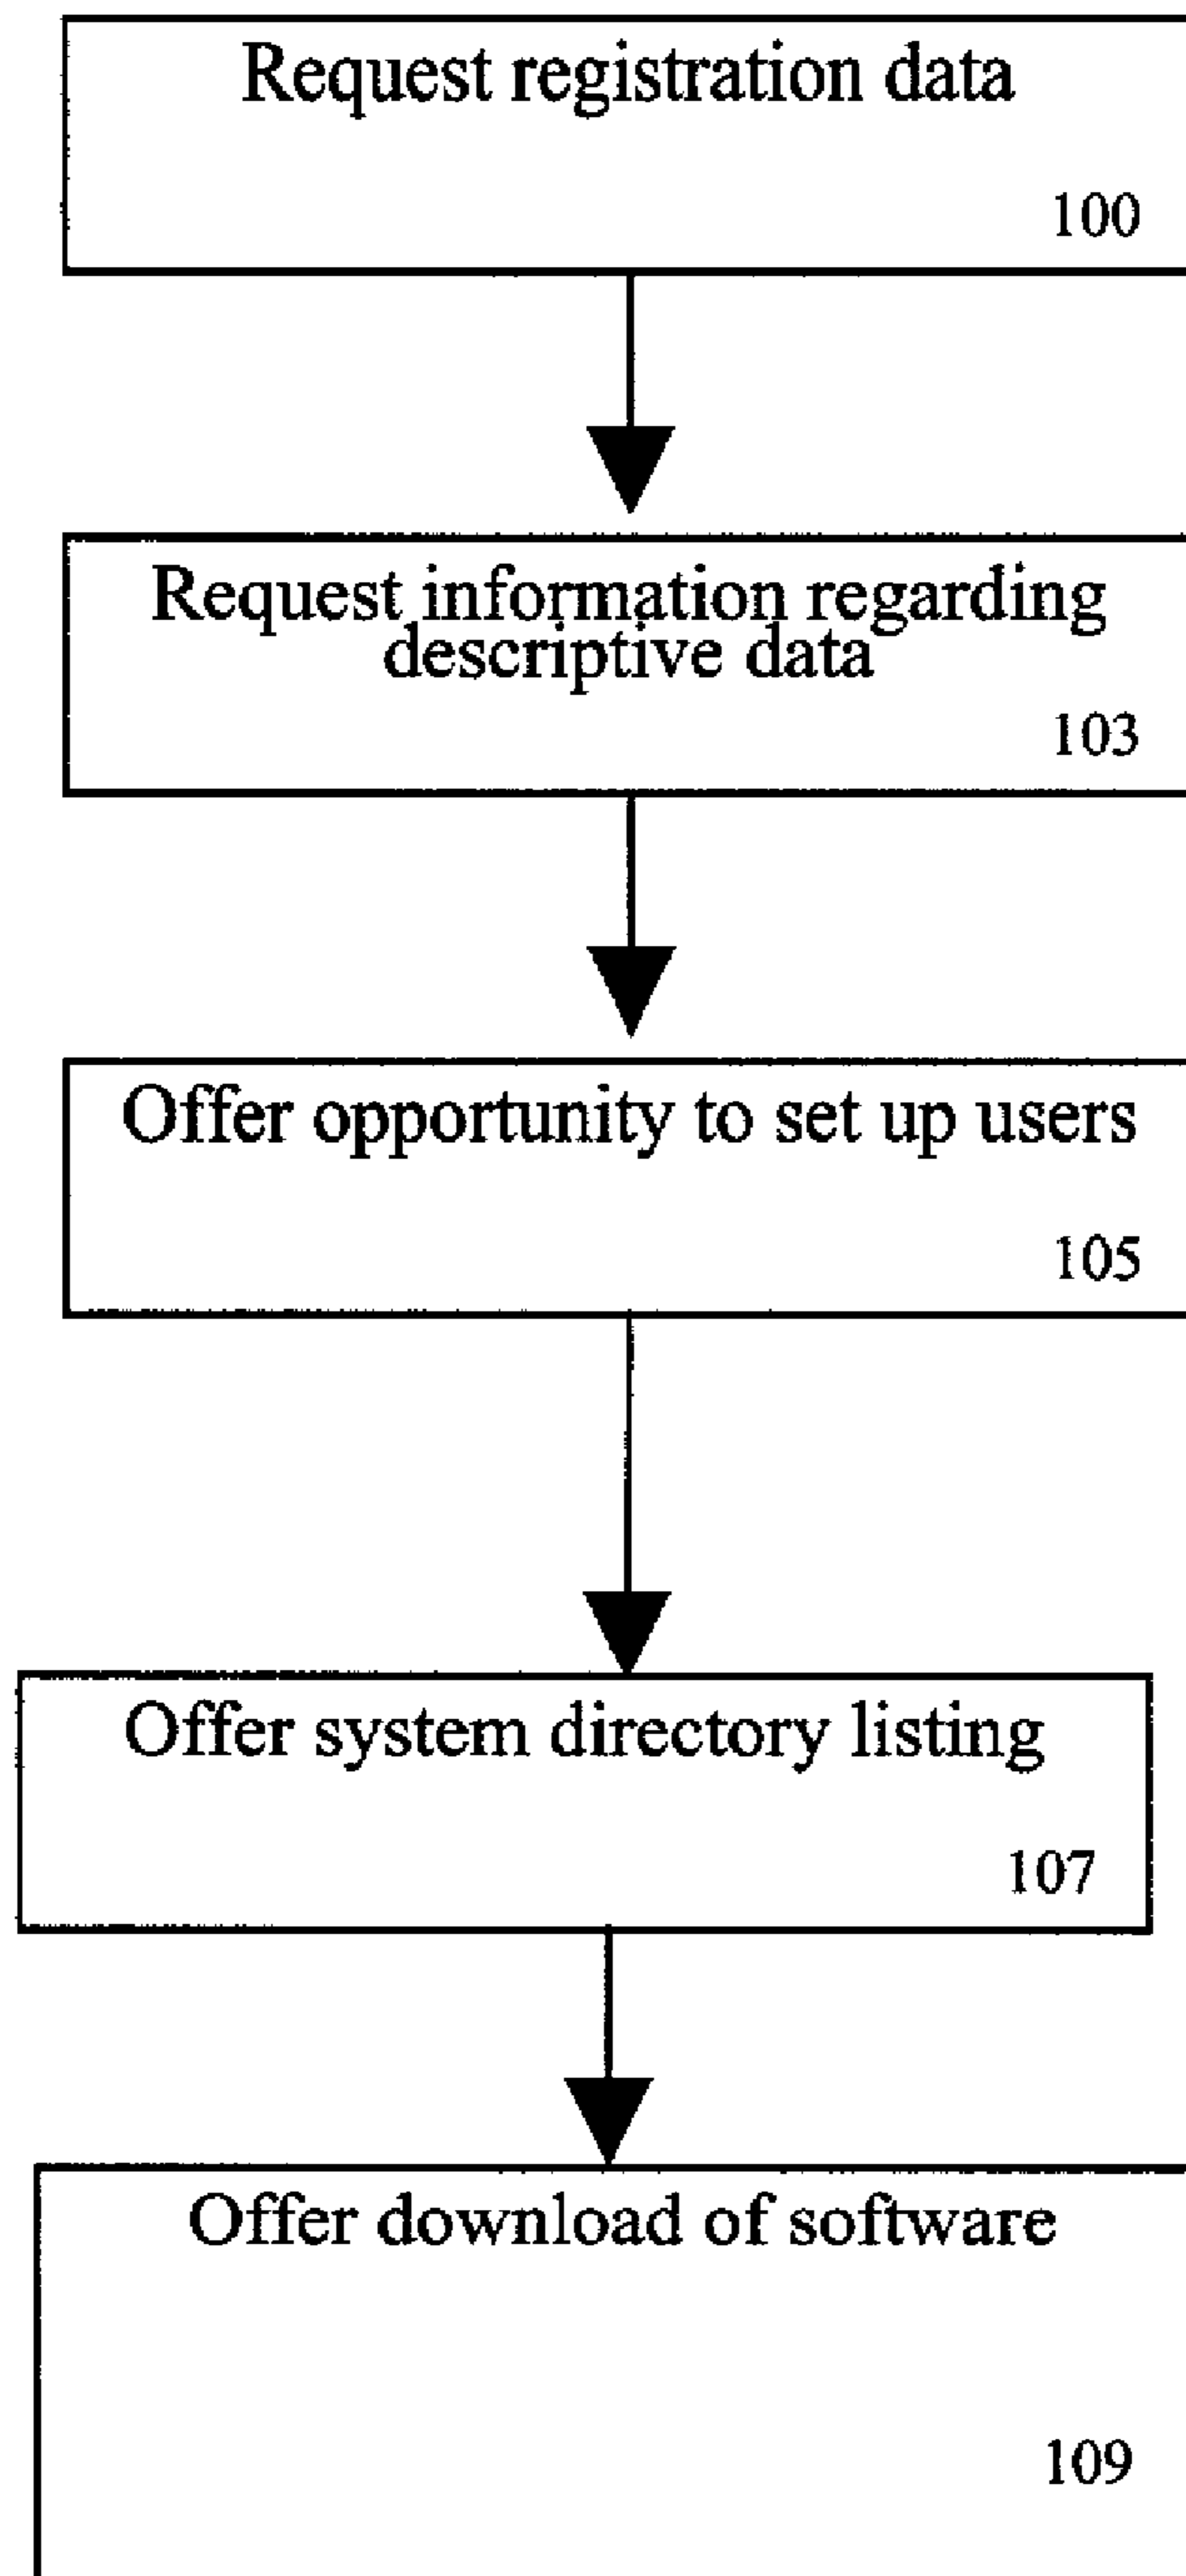 Request registration data
100
Request information regarding
descriptive data
103
Offer opportunity to set up users
105
Offer system directory listing
107
Offer download of software
109